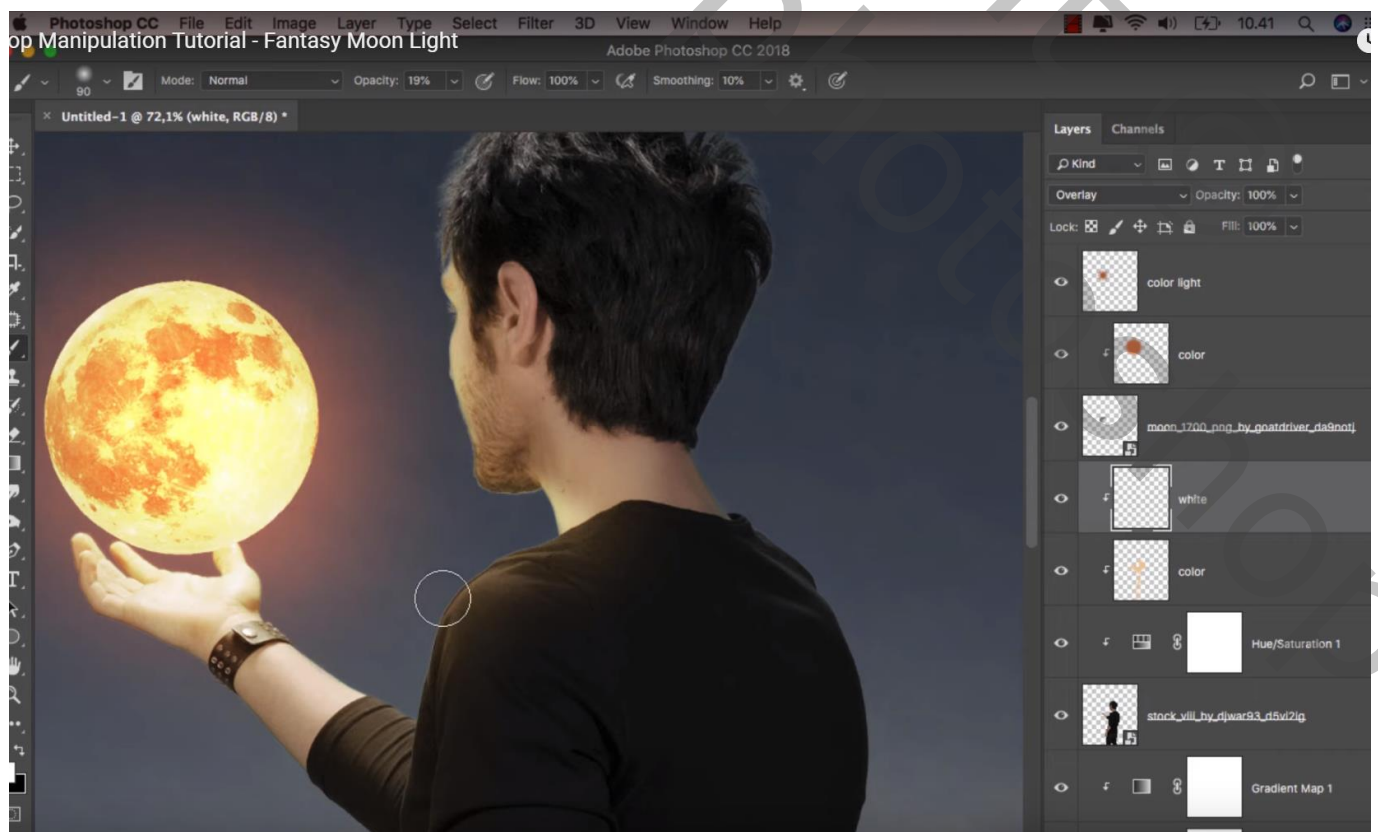 Photoshop CC File Edit Image Layer Type Select Filter 3D View Window Help 10.41
op Manipulation Tutorial - Fantasy Moon Light
Adobe Photoshop CC 2018
90 Mode: Normal Opacity: 19% Flow: 100% Smoothing: 10%
× Untitled-1 @ 72,1% (white, RGB/8) *
Layers Channels
Kind
Overlay Opacity: 100%
Lock: Fill: 100%
color light
color
moon_1700_png_by_goatdriver_da9notj
white
color
Hue/Saturation 1
stock_viii_by_djwar93_d5vi2ig
Gradient Map 1